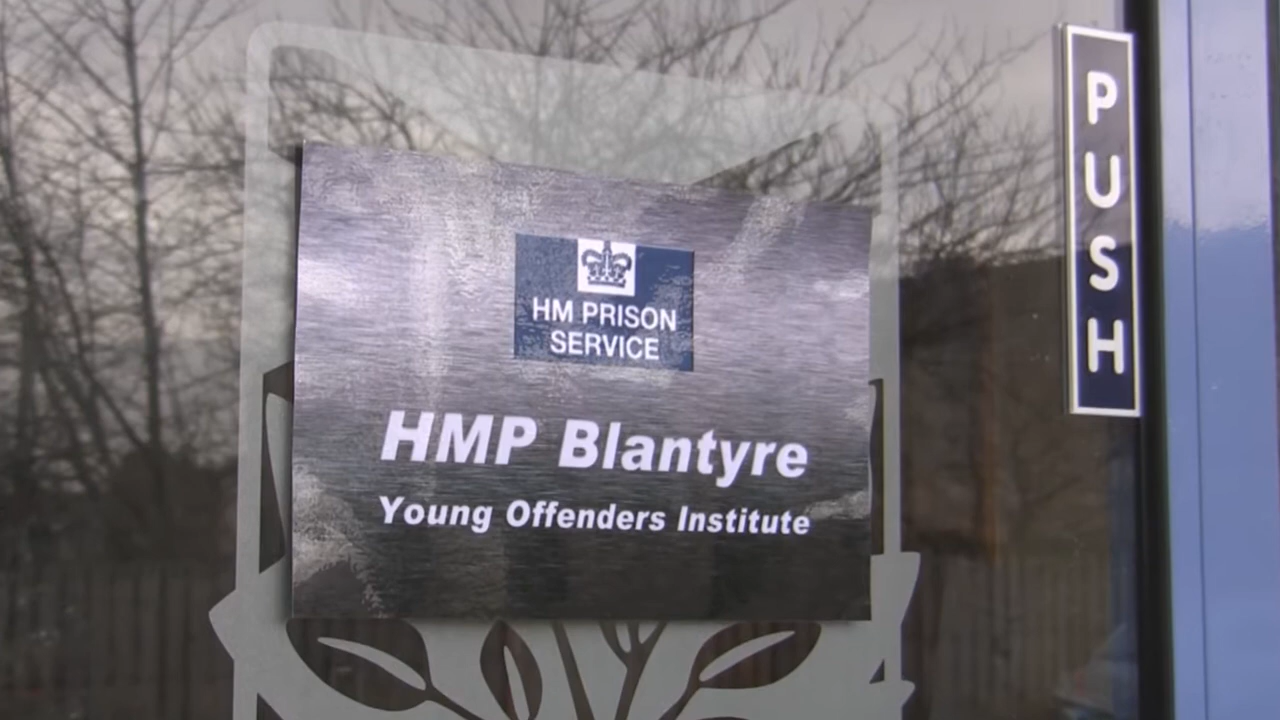 HM PRISON
SERVICE
HMP Blantyre
Young Offenders Institute
PUSH